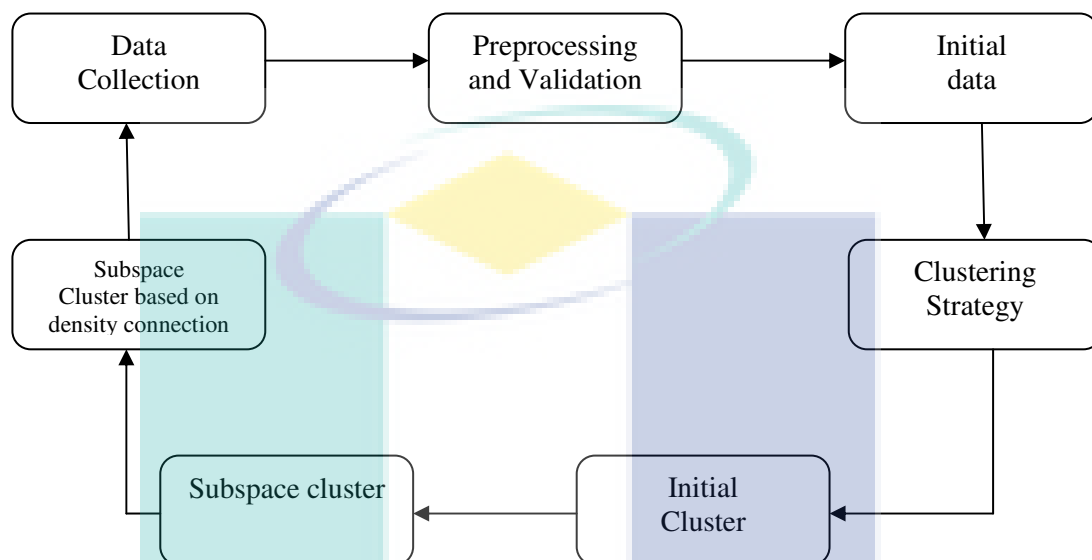 Data
Collection
Preprocessing
and Validation
Initial
data
Subspace
Cluster based on
density connection
Clustering
Strategy
Subspace cluster
Initial
Cluster